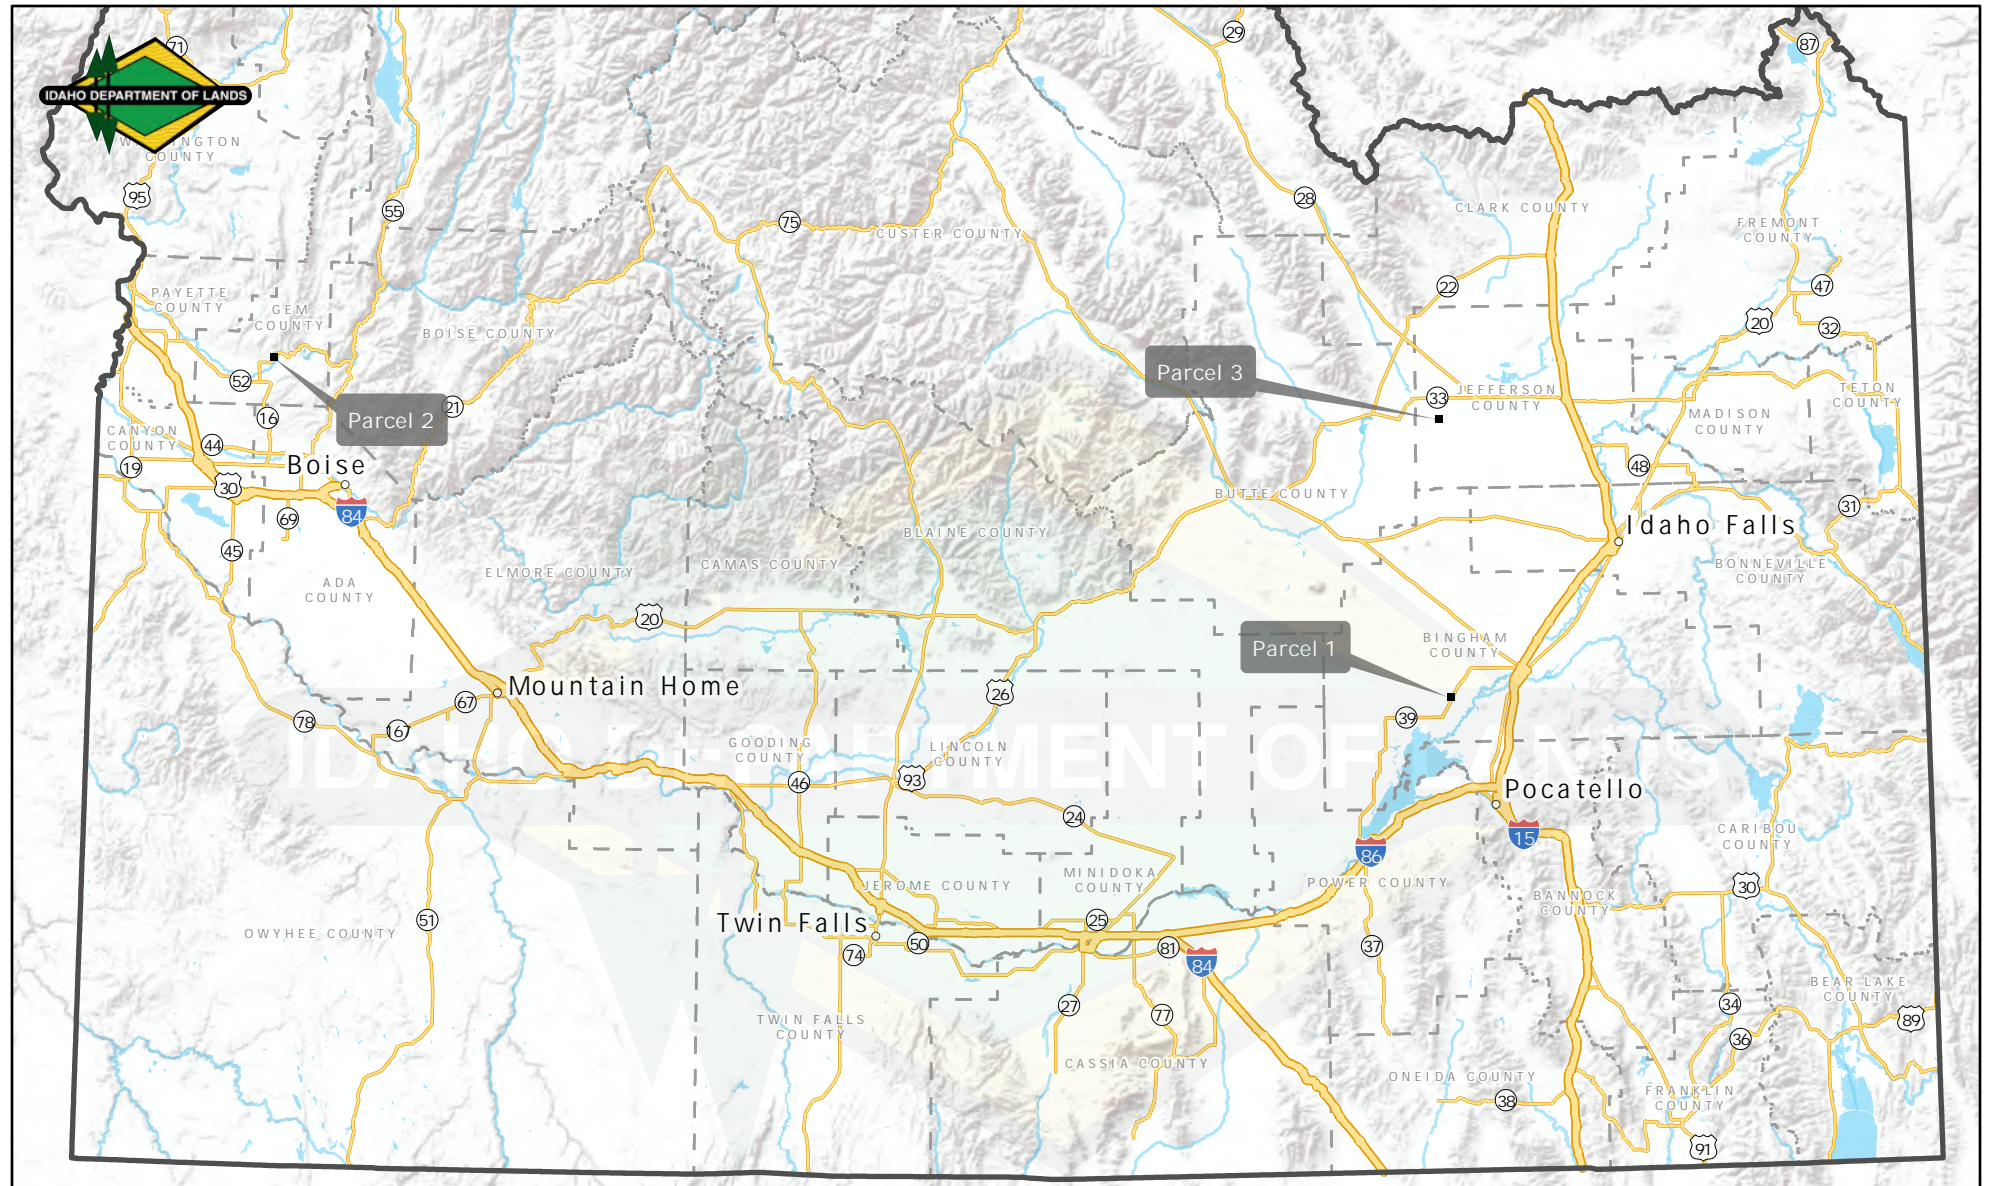 29
87
71
IDAHO DEPARTMENT OF LANDS
COUNTY
95
55
75
28
CUSTER COUNTY
CLARK COUNTY
FREMONT
COUNTY
PAYETTE
COUNTY
GEM
COUNTY
BOISE COUNTY
22
47
20
32
52
Parcel 3
33
JEFFERSON
COUNTY
TETON
COUNTY
16
21
Parcel 2
MADISON
COUNTY
CANYON
COUNTY
44
19
Boise
30
84
69
48
BUTTE COUNTY
31
Idaho Falls
45
BLAINE COUNTY
ELMORE COUNTY
CAMAS COUNTY
ADA
COUNTY
BONNEVILLE
COUNTY
20
Parcel 1
BINGHAM
COUNTY
Mountain Home
67
26
78
167
39
IDAHO DEPARTMENT OF LANDS
GOODING
COUNTY
LINCOLN
COUNTY
46
93
Pocatello
24
15
86
CARIBOU
COUNTY
JEROME COUNTY
MINIDOKA
COUNTY
POWER COUNTY
30
BANNOCK
COUNTY
51
OWYHEE COUNTY
Twin Falls
25
50
74
81
37
84
BEAR LAKE
COUNTY
27
77
34
89
TWIN FALLS
COUNTY
36
CASSIA COUNTY
ONEIDA COUNTY
38
FRANKLIN
COUNTY
91